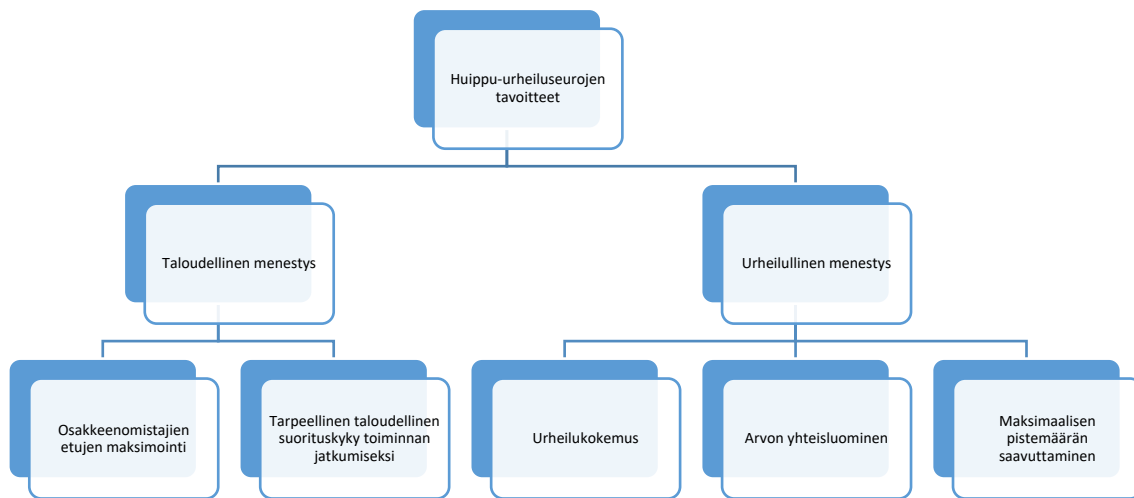 Huippu-urheiluseurojen
tavoitteet
Taloudellinen menestys
Urheilullinen menestys
Osakkeenomistajien
etujen maksimointi
Tarpeellinen taloudellinen
suorituskyky toiminnan
jatkumiseksi
Urheilukokemus
Arvon yhteisluominen
Maksimaalisen
pistemäärän
saavuttaminen